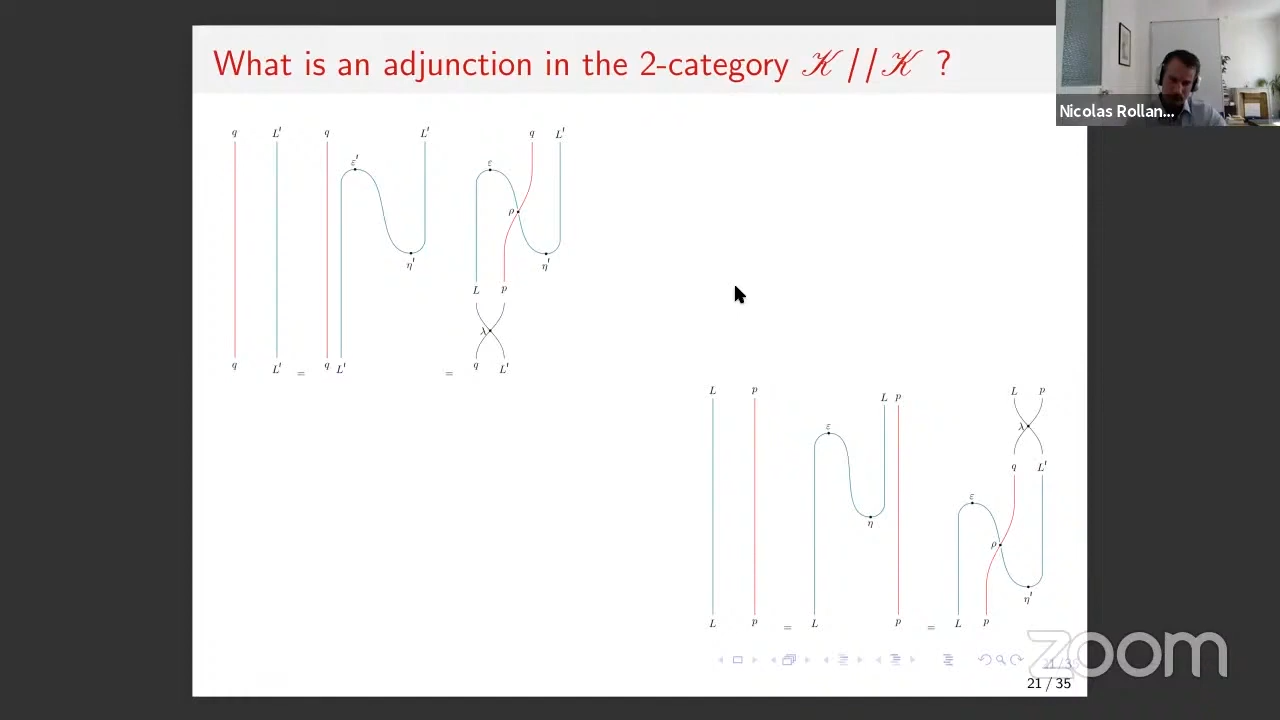 What is an adjunction in the 2-category 𝒦 // 𝒦 ?
Nicolas Rollan...
q L′ q L′ q L′
ε′ ε
ρ
η′ η′
L p
λ
q L′ = q L′ = q L′
L p L p L p
ε λ
q L′
ε
η ρ
η′
L p = L p = L p
zoom
21 / 35